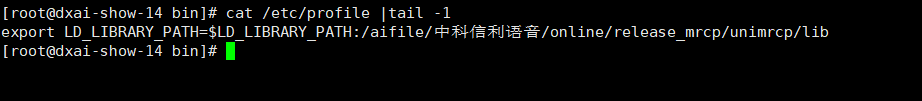 [root@dxai-show-14 bin]# cat /etc/profile |tail -1
export LD_LIBRARY_PATH=$LD_LIBRARY_PATH:/aifile/中科信利语音/online/release_mrcp/unimrcp/lib
[root@dxai-show-14 bin]#